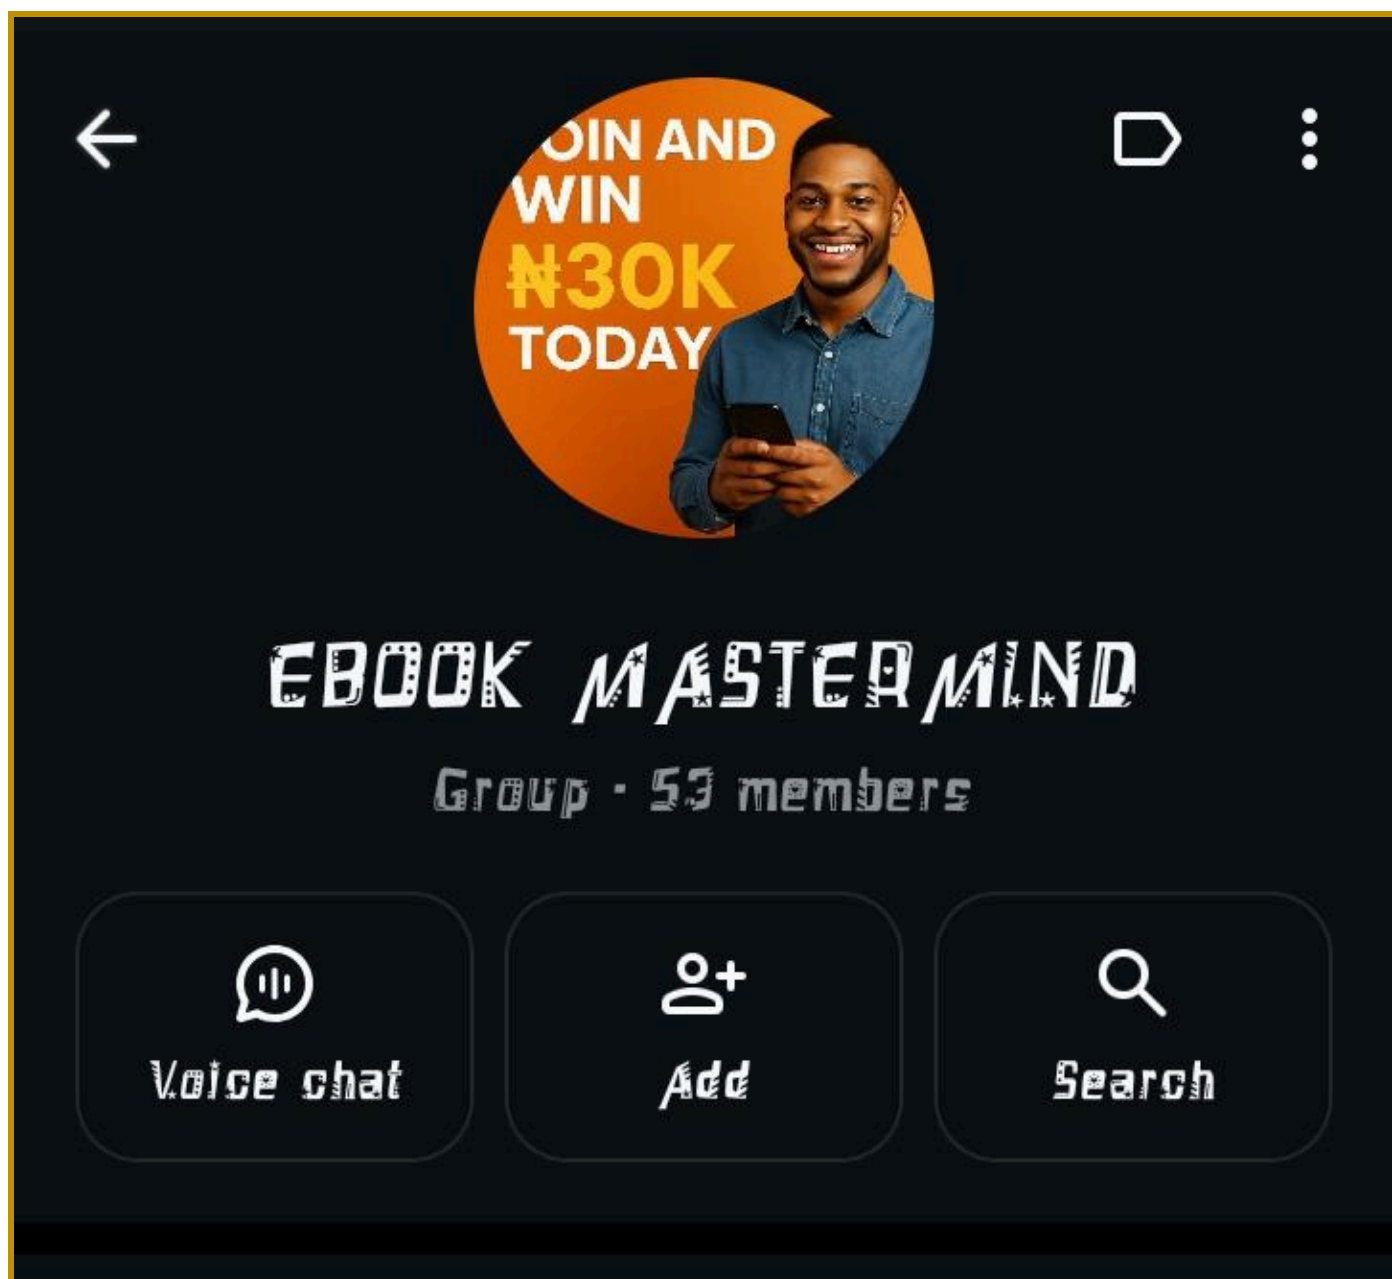 OIN AND
WIN
₦30K
TODAY
EBOOK MASTERMIND
Group · 53 members
Voice chat
Add
Search